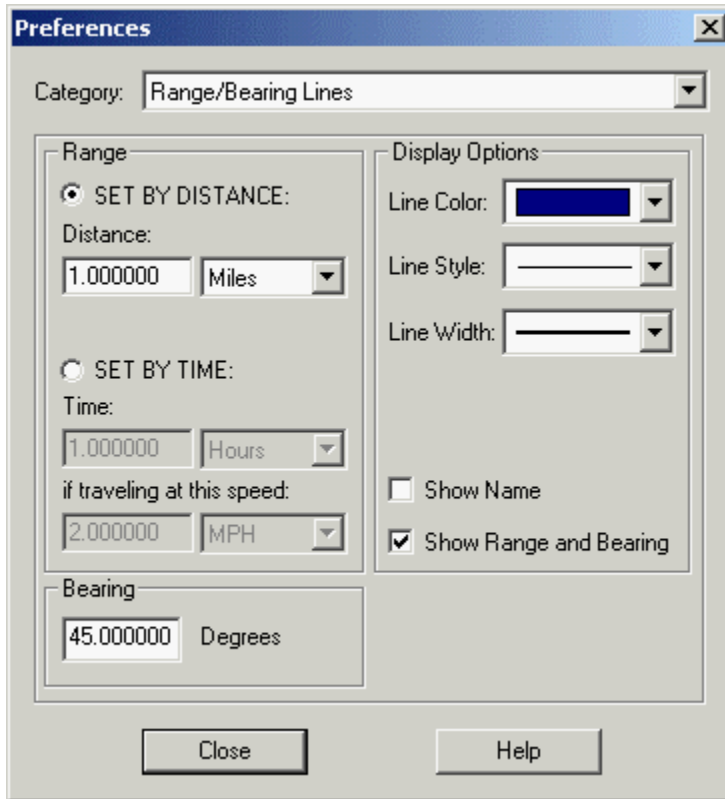 Preferences
Category: Range/Bearing Lines
Range
SET BY DISTANCE:
Distance:
1.000000 Miles
SET BY TIME:
Time:
1.000000 Hours
if traveling at this speed:
2.000000 MPH
Bearing
45.000000 Degrees
Display Options
Line Color:
Line Style:
Line Width:
Show Name
Show Range and Bearing
Close
Help